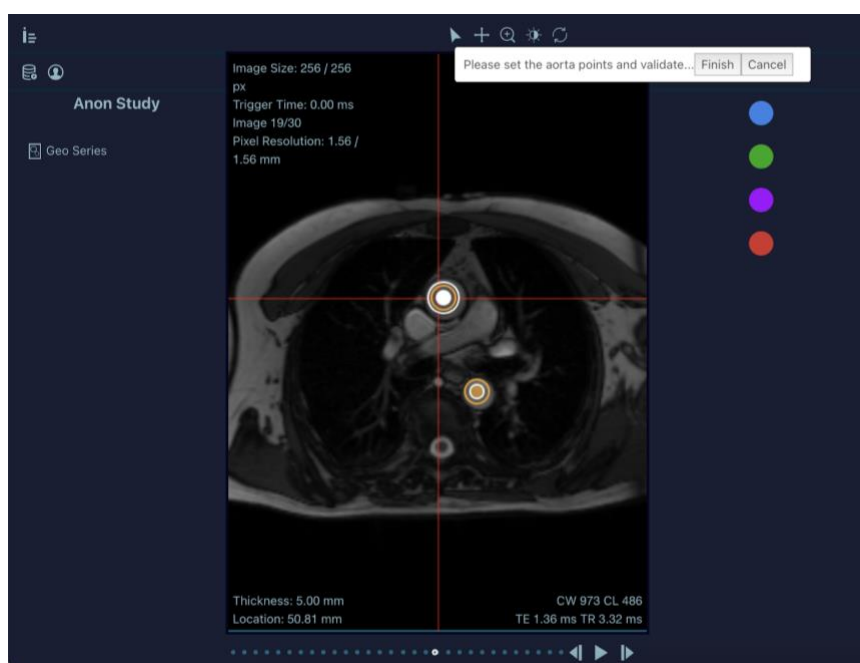 Please set the aorta points and validate... Finish Cancel
Anon Study
Geo Series
Image Size: 256 / 256
px
Trigger Time: 0.00 ms
Image 19/30
Pixel Resolution: 1.56 /
1.56 mm
Thickness: 5.00 mm
Location: 50.81 mm
CW 973 CL 486
TE 1.36 ms TR 3.32 ms